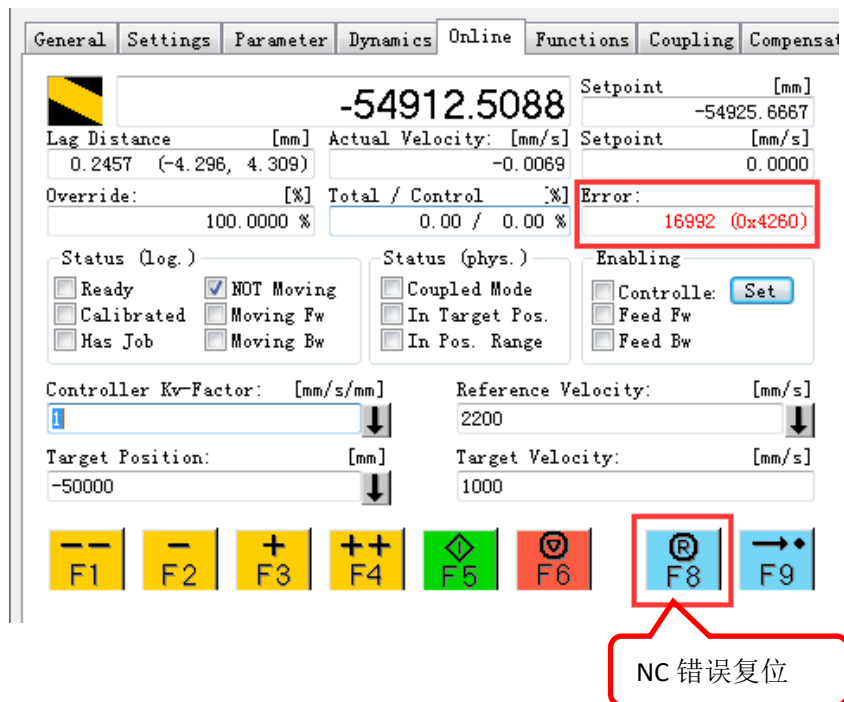 General Settings Parameter Dynamics Online Functions Coupling Compensat
-54912.5088
Setpoint [mm]
-54925.6667
Lag Distance [mm] Actual Velocity: [mm/s] Setpoint [mm/s]
0.2457 (-4.296, 4.309) -0.0069 0.0000
Override: [%] Total / Control [%] Error:
100.0000 % 0.00 / 0.00 % 16992 (0x4260)
Status (log.) Status (phys.) Enabling
Ready NOT Moving Coupled Mode Controlle: Set
Calibrated Moving Fw In Target Pos. Feed Fw
Has Job Moving Bw In Pos. Range Feed Bw
Controller Kv-Factor: [mm/s/mm] Reference Velocity: [mm/s]
1 2200
Target Position: [mm] Target Velocity: [mm/s]
-50000 1000
-- - + ++ R
F1 F2 F3 F4 F5 F6 F8 F9
NC 错误复位